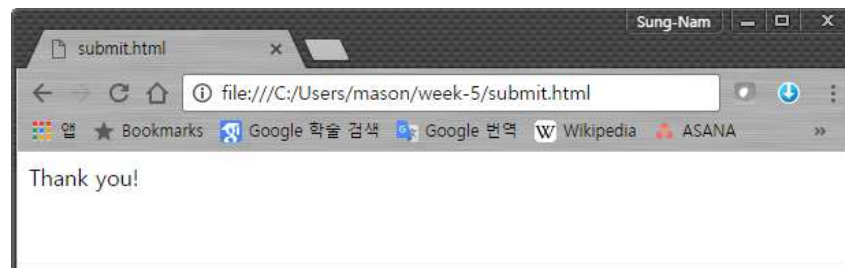 Sung-Nam
submit.html
file:///C:/Users/mason/week-5/submit.html
앱 Bookmarks Google 학술 검색 Google 번역 W Wikipedia ASANA »
Thank you!